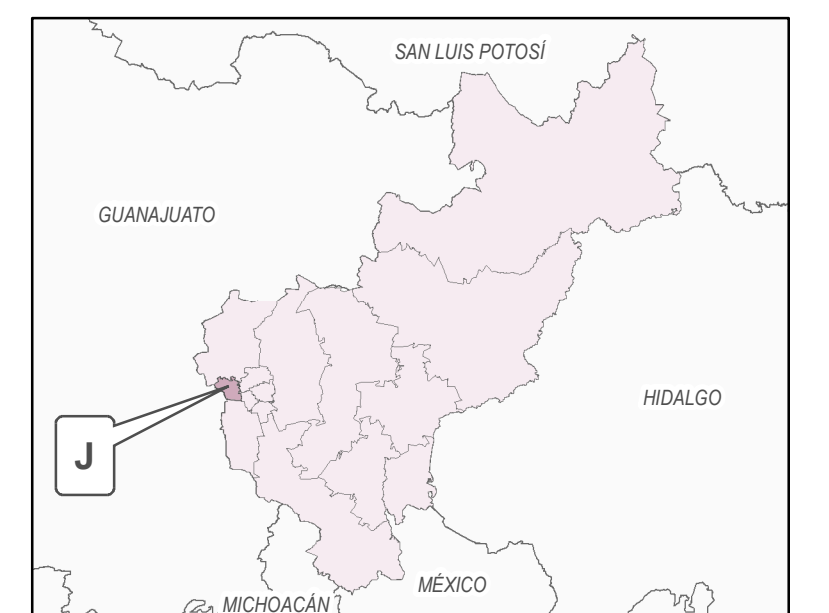 SAN LUIS POTOSÍ
GUANAJUATO
HIDALGO
J
MÉXICO
MICHOACÁN